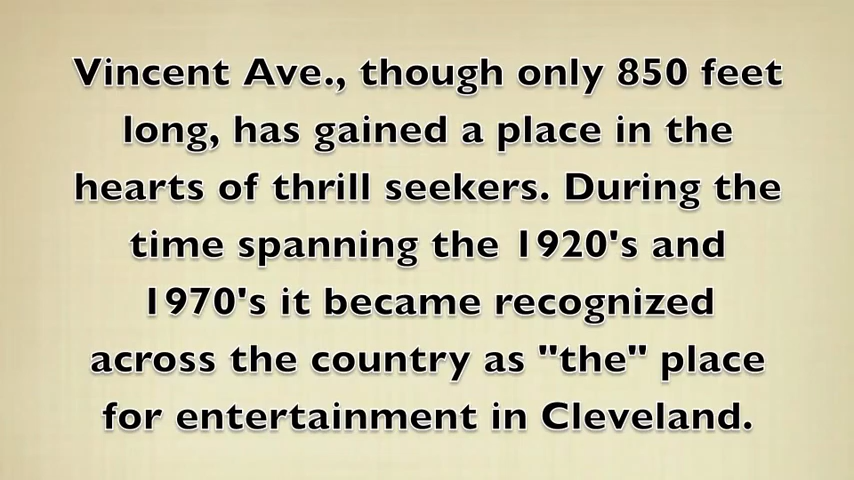 Vincent Ave., though only 850 feet
long, has gained a place in the
hearts of thrill seekers. During the
time spanning the 1920's and
1970's it became recognized
across the country as "the" place
for entertainment in Cleveland.